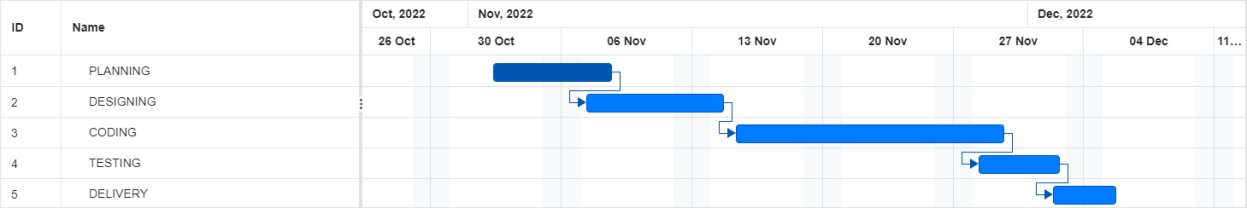 ID Name Oct, 2022 Nov, 2022 Dec, 2022
26 Oct 30 Oct 06 Nov 13 Nov 20 Nov 27 Nov 04 Dec 11...
1 PLANNING
2 DESIGNING
3 CODING
4 TESTING
5 DELIVERY